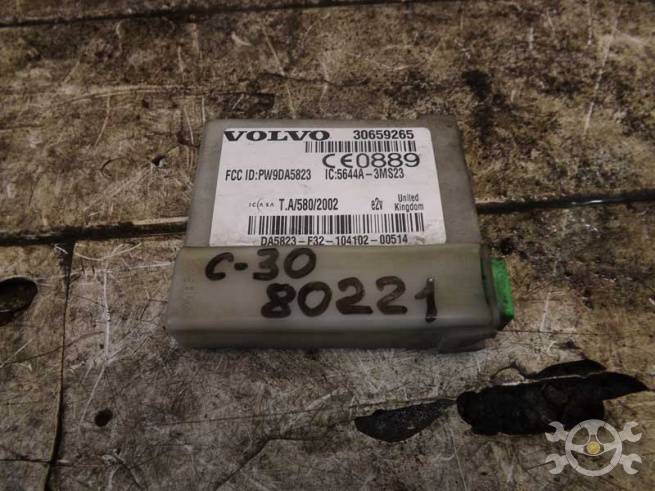 VOLVO 30659265
CE0889
FCC ID:PW9DA5823 IC:5644A-3MS23
T.A/580/2002 e2v United
Kingdom
DA5823-F32-104102-00514
C-30
80221